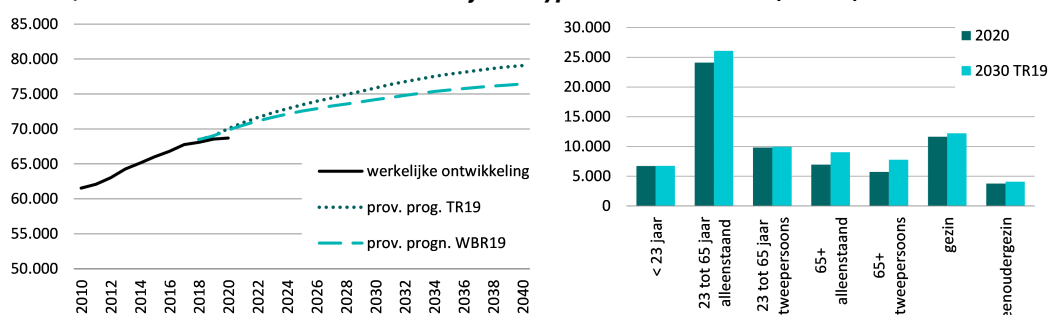 85.000
80.000
75.000
70.000
65.000
60.000
55.000
50.000
werkelijke ontwikkeling
prov. prog. TR19
prov. progn. WBR19
2010
2012
2014
2016
2018
2020
2022
2024
2026
2028
2030
2032
2034
2036
2038
2040
30.000
25.000
20.000
15.000
10.000
5.000
0
2020
2030 TR19
< 23 jaar
23 tot 65 jaar
alleenstaand
23 tot 65 jaar
tweepersoons
65+
alleenstaand
65+
tweepersoons
gezin
eenoudergezin